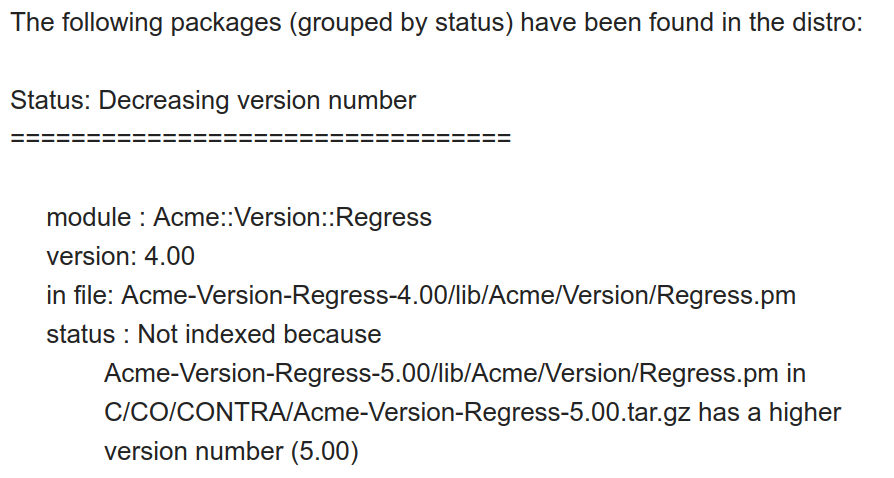 The following packages (grouped by status) have been found in the distro:
Status: Decreasing version number
=================================
module : Acme::Version::Regress
version: 4.00
in file: Acme-Version-Regress-4.00/lib/Acme/Version/Regress.pm
status : Not indexed because
Acme-Version-Regress-5.00/lib/Acme/Version/Regress.pm in
C/CO/CONTRA/Acme-Version-Regress-5.00.tar.gz has a higher
version number (5.00)